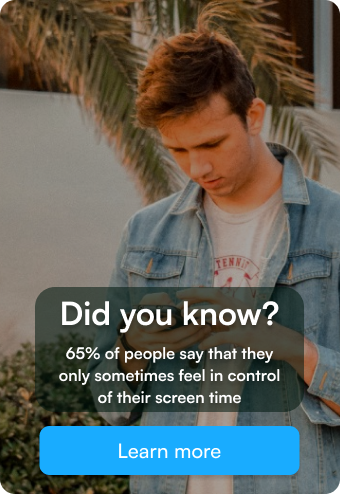 TENNIS
Did you know?
65% of people say that they
only sometimes feel in control
of their screen time
Learn more